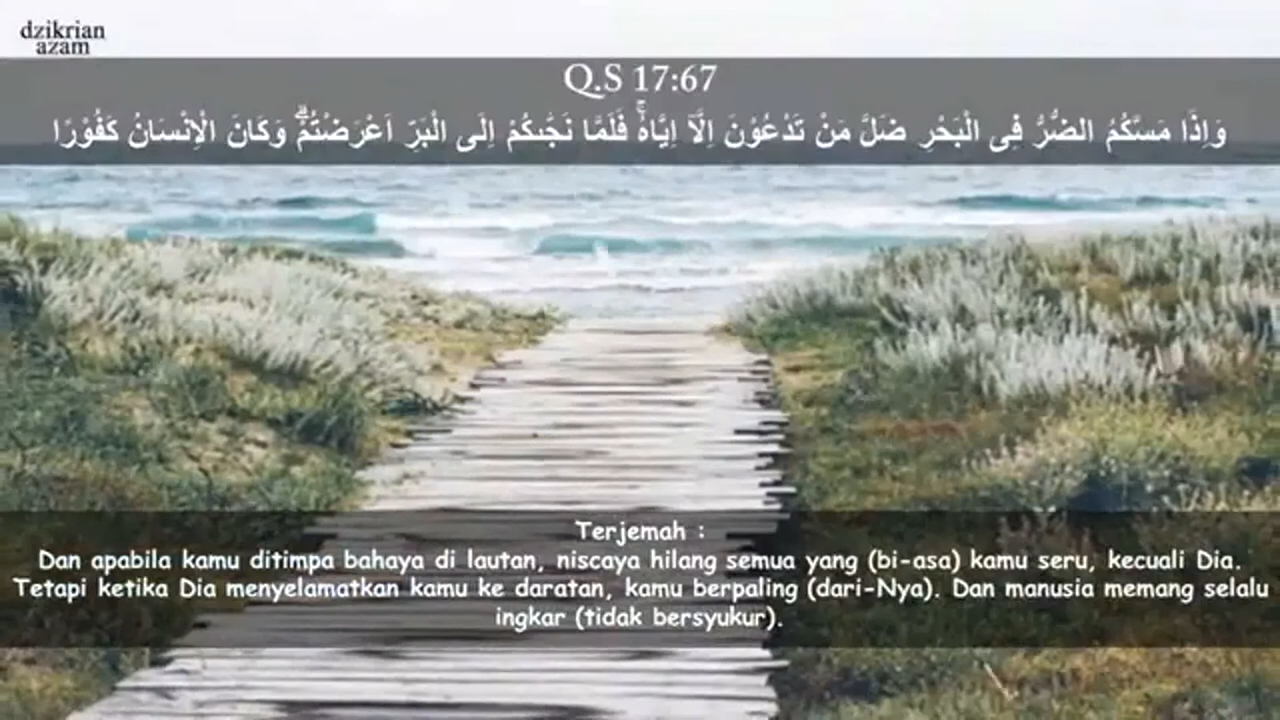 dzikrian
azam
Q.S 17:67
وَاِذَا مَسَّكُمُ الضُّرُّ فِى الْبَحْرِ ضَلَّ مَنْ تَدْعُوْنَ اِلَّآ اِيَّاهُۚ فَلَمَّا نَجّٰىكُمْ اِلَى الْبَرِّ اَعْرَضْتُمْۗ وَكَانَ الْاِنْسَانُ كَفُوْرًا
Terjemah :
Dan apabila kamu ditimpa bahaya di lautan, niscaya hilang semua yang (bi-asa) kamu seru, kecuali Dia.
Tetapi ketika Dia menyelamatkan kamu ke daratan, kamu berpaling (dari-Nya). Dan manusia memang selalu
ingkar (tidak bersyukur).